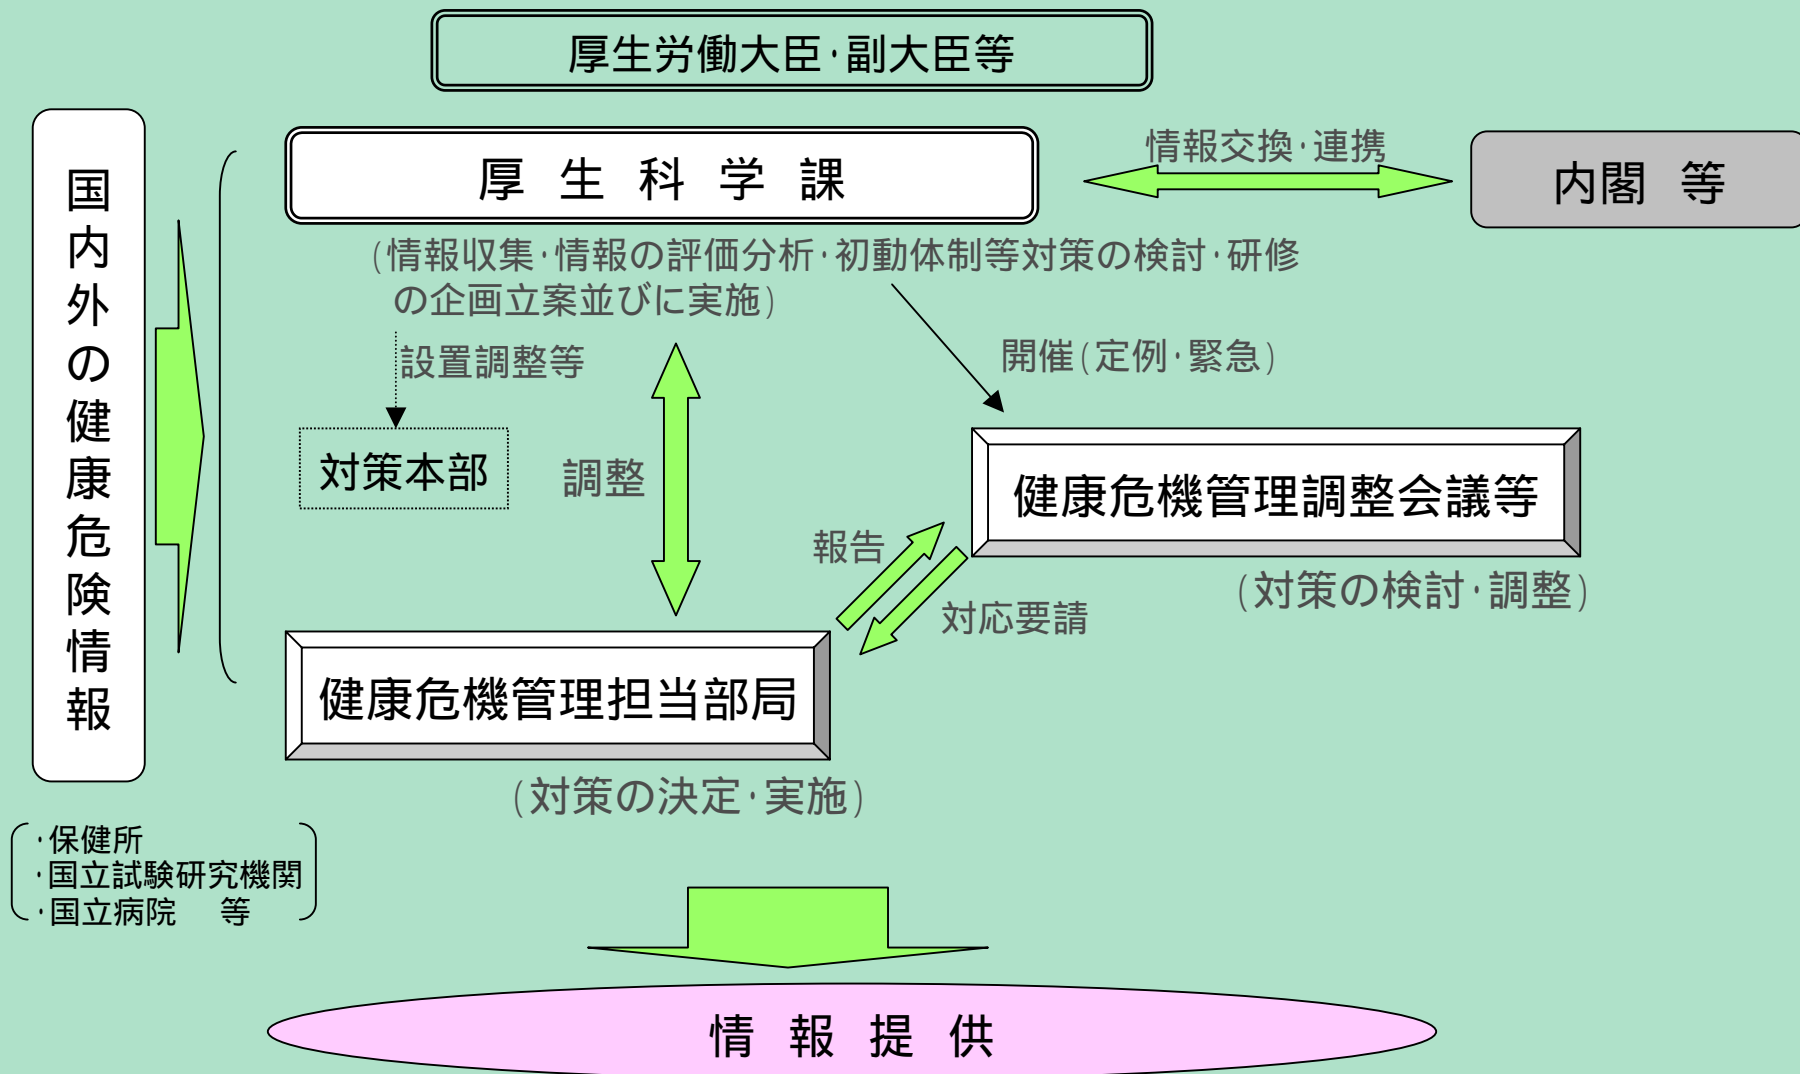 厚生労働大臣·副大臣等
国内外の健康危険情報
厚 生 科 学 課
情報交換·連携
内閣 等
(情報収集·情報の評価分析·初動体制等対策の検討·研修
の企画立案並びに実施)
設置調整等
開催(定例·緊急)
対策本部
調整
健康危機管理調整会議等
報告
(対策の検討·調整)
対応要請
健康危機管理担当部局
(対策の決定·実施)
·保健所
·国立試験研究機関
·国立病院 等
情 報 提 供